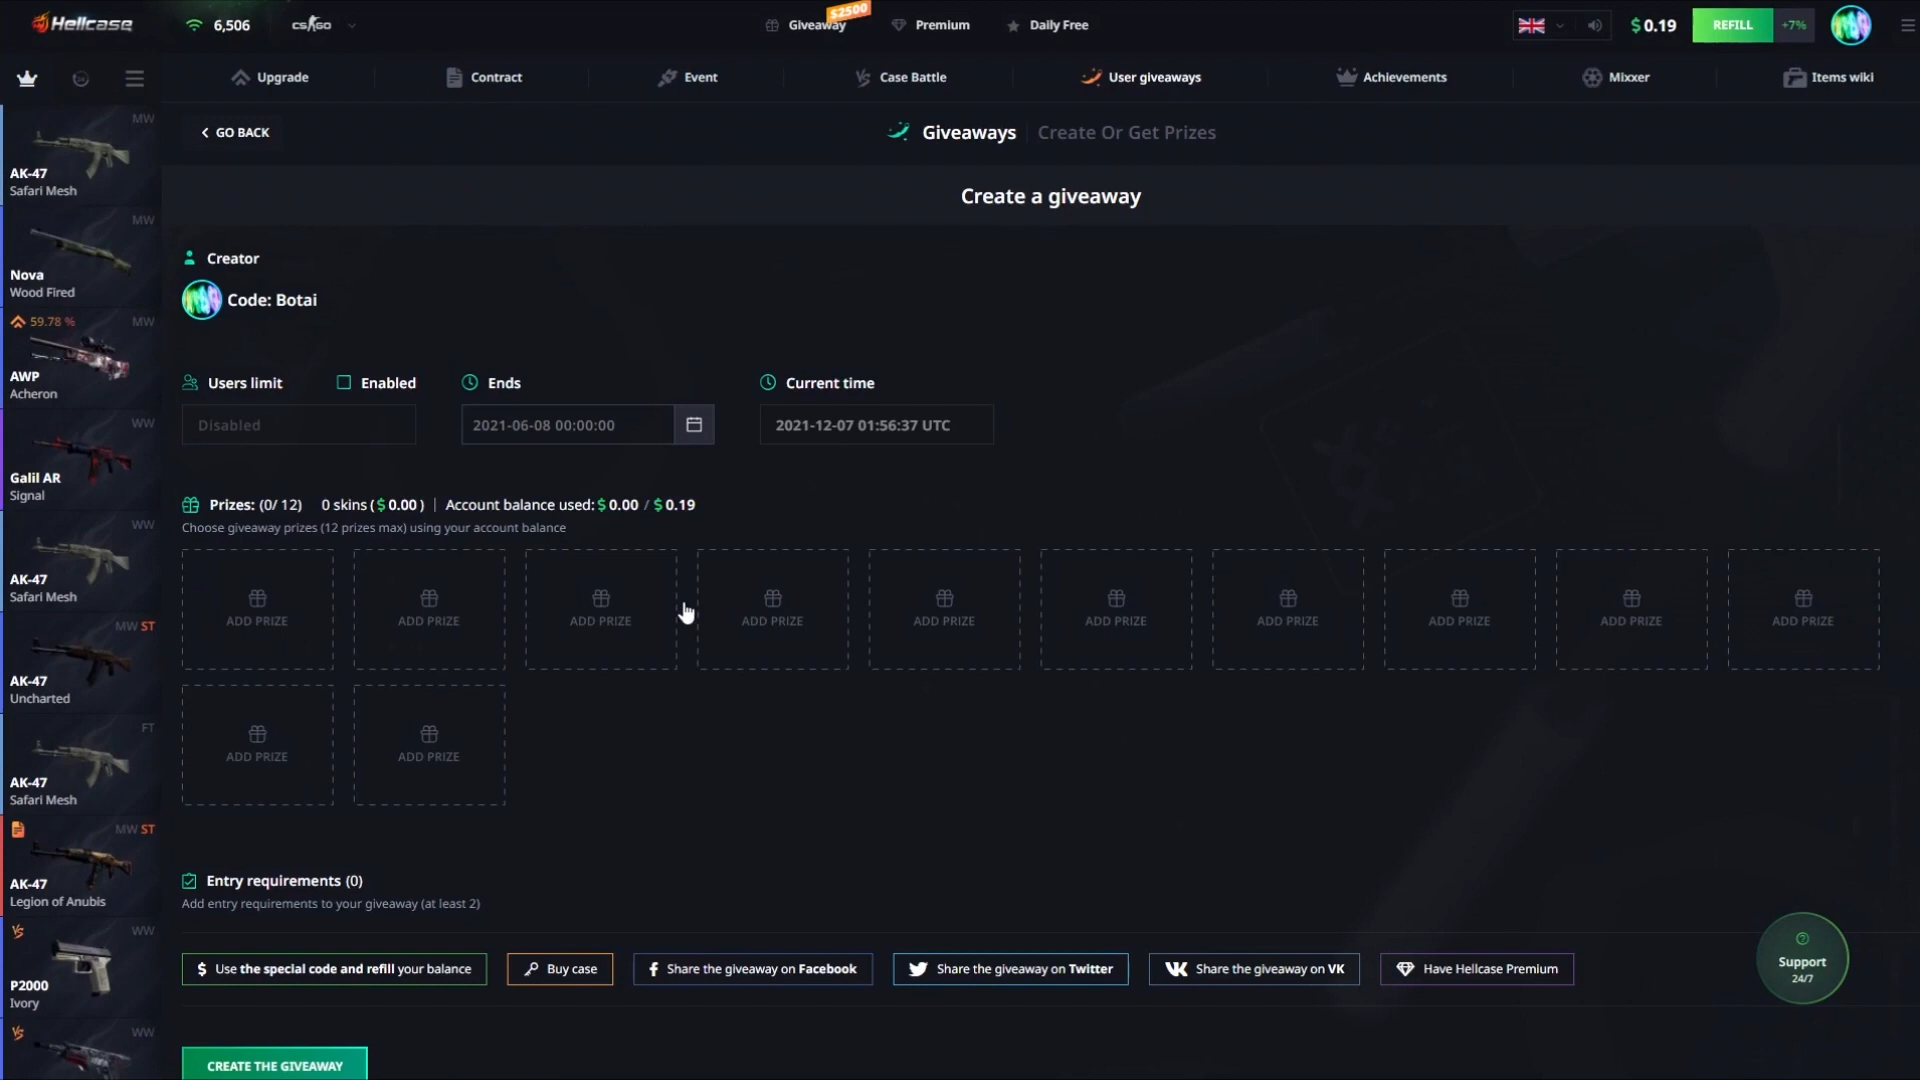 Hellcase
6,506
CS:GO
Giveaway
$2500
Premium
Daily Free
$ 0.19
REFILL
+7%
Upgrade
Contract
Event
Case Battle
User giveaways
Achievements
Mixxer
Items wiki
GO BACK
Giveaways
Create Or Get Prizes
Create a giveaway
MW
AK-47
Safari Mesh
MW
Nova
Wood Fired
59.78 %
MW
AWP
Acheron
WW
Galil AR
Signal
WW
AK-47
Safari Mesh
MW ST
AK-47
Uncharted
FT
AK-47
Safari Mesh
MW ST
AK-47
Legion of Anubis
WW
P2000
Ivory
WW
Creator
Code: Botai
Users limit
Enabled
Ends
Current time
Disabled
2021-06-08 00:00:00
2021-12-07 01:56:37 UTC
Prizes: (0/ 12) 0 skins ( $ 0.00 ) | Account balance used: $ 0.00 / $ 0.19
Choose giveaway prizes (12 prizes max) using your account balance
ADD PRIZE
ADD PRIZE
ADD PRIZE
ADD PRIZE
ADD PRIZE
ADD PRIZE
ADD PRIZE
ADD PRIZE
ADD PRIZE
ADD PRIZE
ADD PRIZE
ADD PRIZE
Entry requirements (0)
Add entry requirements to your giveaway (at least 2)
Use the special code and refill your balance
Buy case
Share the giveaway on Facebook
Share the giveaway on Twitter
Share the giveaway on VK
Have Hellcase Premium
Support
24/7
CREATE THE GIVEAWAY